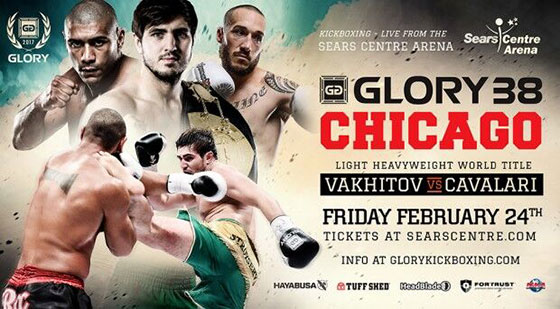 2017
GLORY
KICKBOXING - LIVE FROM THE
SEARS CENTRE ARENA
Sears Centre
Arena
GLORY 38
CHICAGO
LIGHT HEAVYWEIGHT WORLD TITLE
VAKHITOV VS CAVALARI
FRIDAY FEBRUARY 24TH
TICKETS AT SEARSCENTRE.COM
INFO AT GLORYKICKBOXING.COM
HAYABUSA
TUFF SHED
HeadBlade
FORTRUST